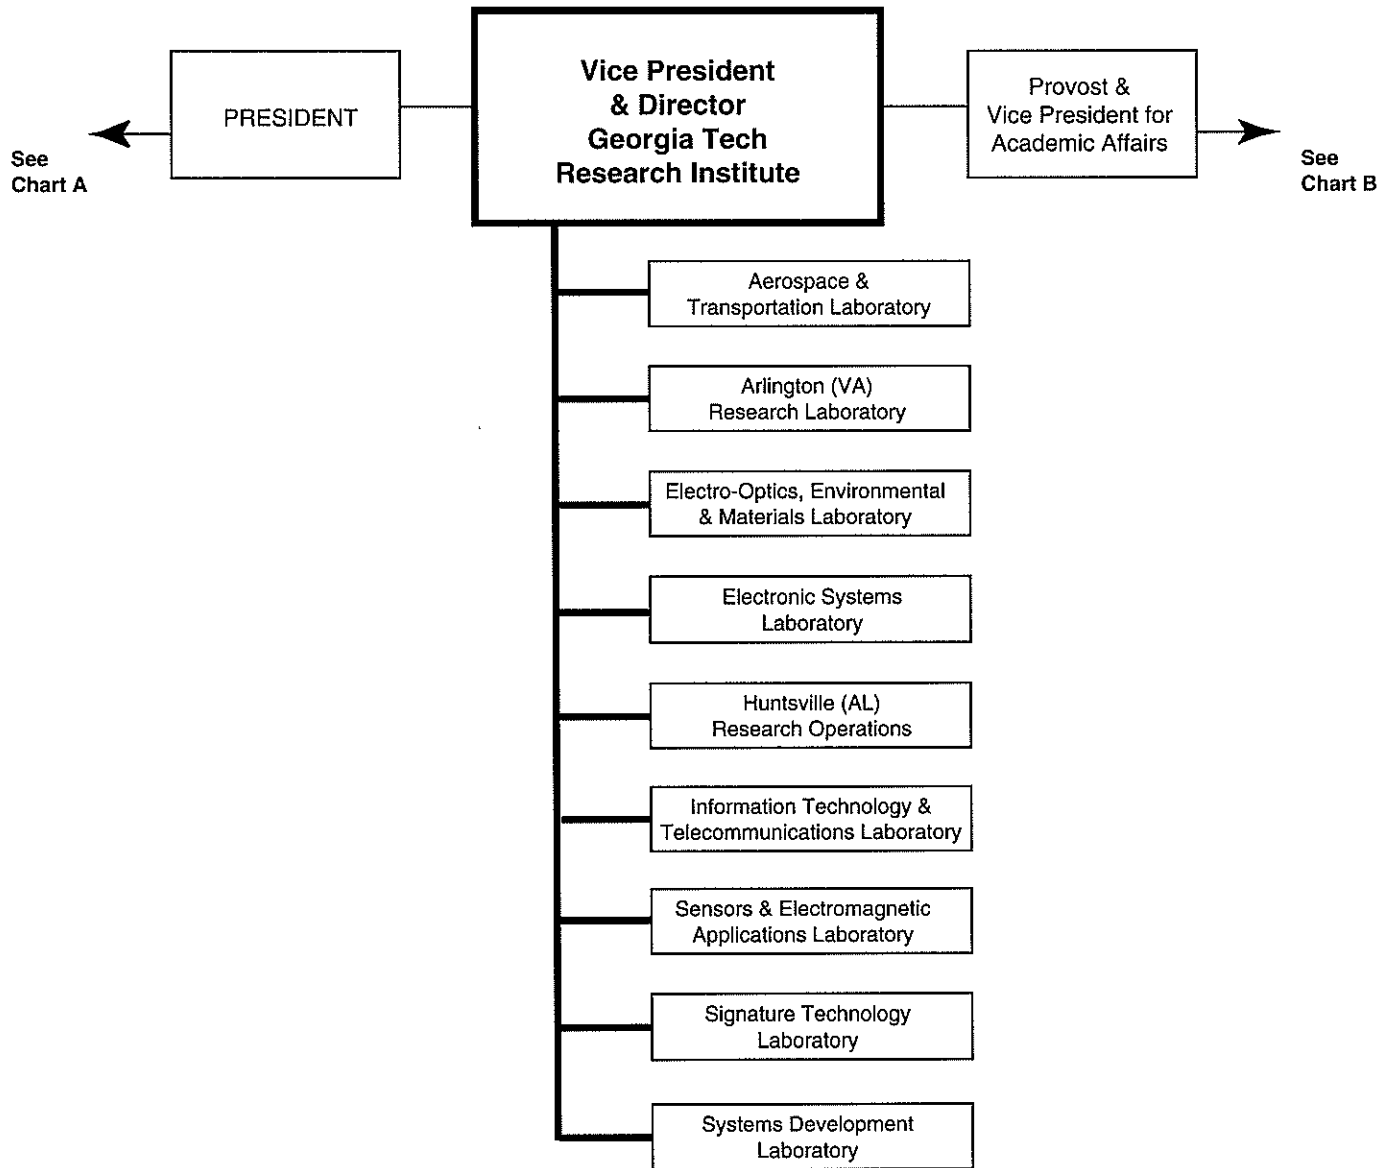 PRESIDENT
See
Chart A
Vice President
& Director
Georgia Tech
Research Institute
Provost &
Vice President for
Academic Affairs
See
Chart B
Aerospace &
Transportation Laboratory
Arlington (VA)
Research Laboratory
Electro-Optics, Environmental
& Materials Laboratory
Electronic Systems
Laboratory
Huntsville (AL)
Research Operations
Information Technology &
Telecommunications Laboratory
Sensors & Electromagnetic
Applications Laboratory
Signature Technology
Laboratory
Systems Development
Laboratory